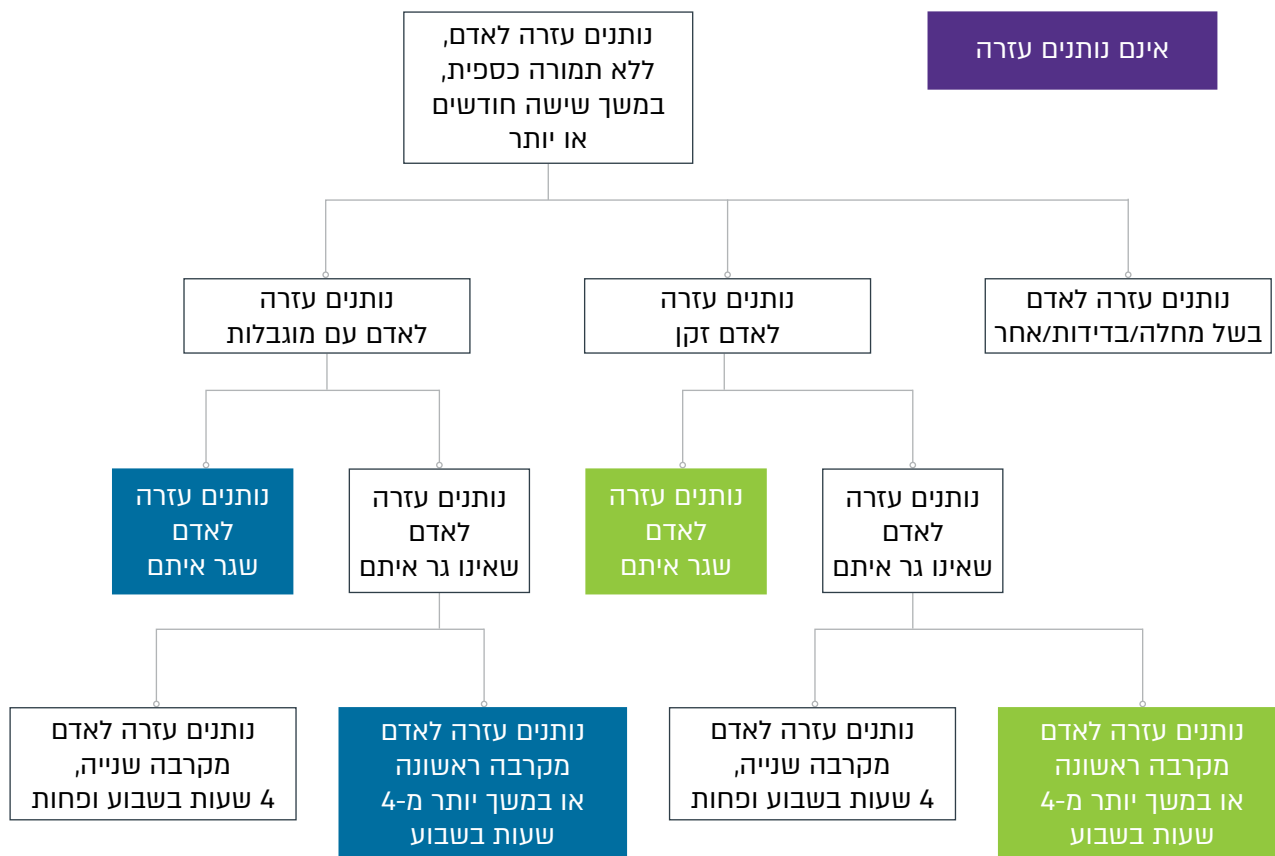 אינם נותנים עזרה
נותנים עזרה לאדם,
ללא תמורה כספית,
במשך שישה חודשים
או יותר
נותנים עזרה לאדם
בשל מחלה/בדידות/אחר
נותנים עזרה
לאדם זקן
נותנים עזרה
לאדם עם מוגבלות
נותנים עזרה
לאדם
שאינו גר איתם
נותנים עזרה
לאדם
שגר איתם
נותנים עזרה
לאדם
שאינו גר איתם
נותנים עזרה
לאדם
שגר איתם
נותנים עזרה לאדם
מקרבה ראשונה
או במשך יותר מ-4
שעות בשבוע
נותנים עזרה לאדם
מקרבה שנייה,
4 שעות בשבוע ופחות
נותנים עזרה לאדם
מקרבה ראשונה
או במשך יותר מ-4
שעות בשבוע
נותנים עזרה לאדם
מקרבה שנייה,
4 שעות בשבוע ופחות